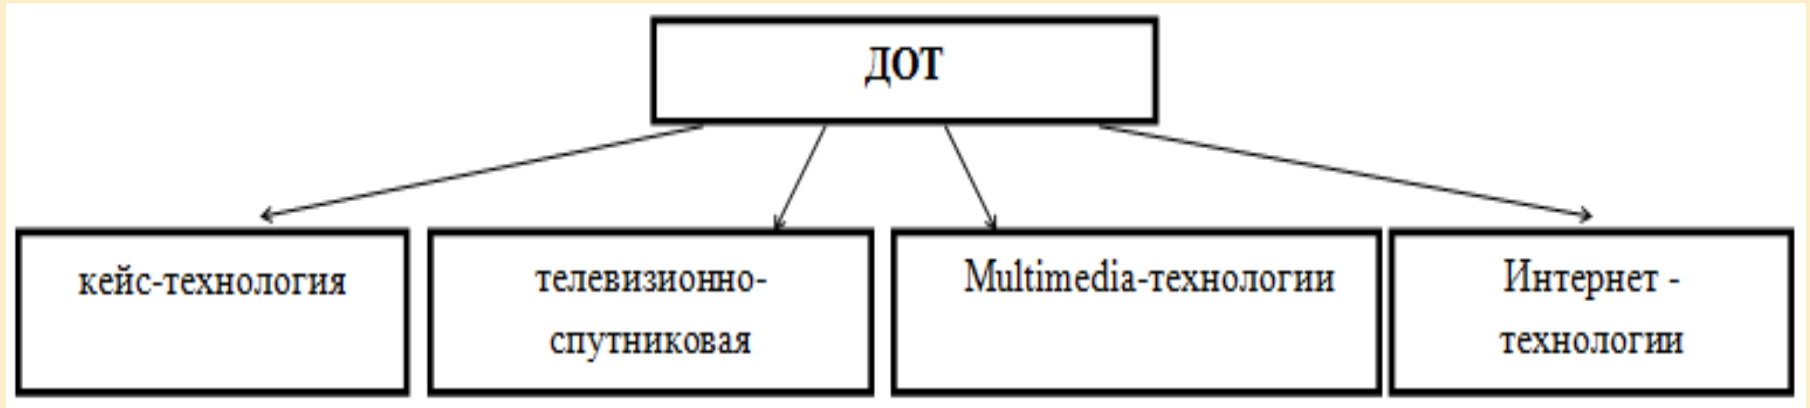 ДОТ
кейс-технология
телевизионно-
спутниковая
Multimedia-технологии
Интернет -
технологии